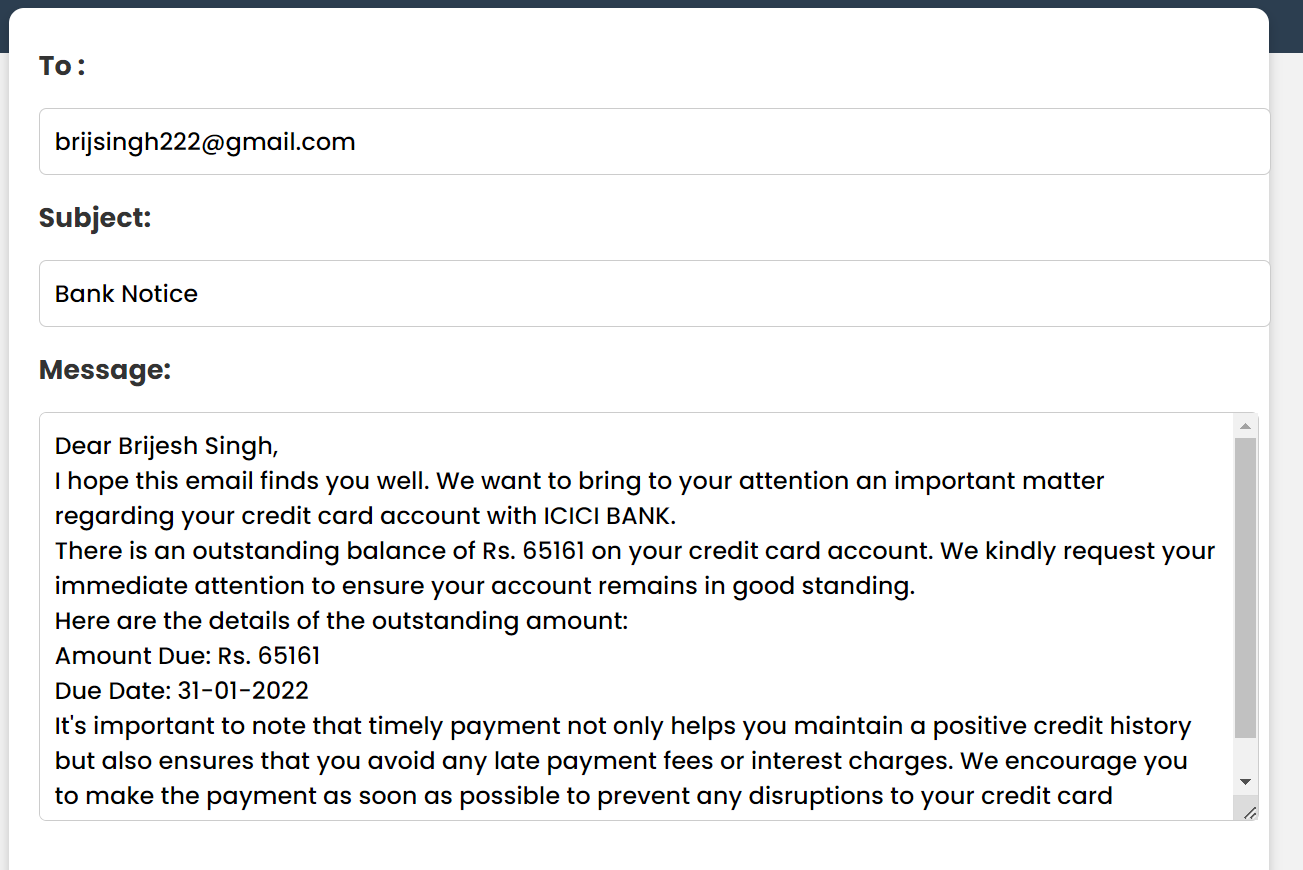 To :
brijsingh222@gmail.com
Subject:
Bank Notice
Message:
Dear Brijesh Singh,
I hope this email finds you well. We want to bring to your attention an important matter
regarding your credit card account with ICICI BANK.
There is an outstanding balance of Rs. 65161 on your credit card account. We kindly request your
immediate attention to ensure your account remains in good standing.
Here are the details of the outstanding amount:
Amount Due: Rs. 65161
Due Date: 31-01-2022
It's important to note that timely payment not only helps you maintain a positive credit history
but also ensures that you avoid any late payment fees or interest charges. We encourage you
to make the payment as soon as possible to prevent any disruptions to your credit card